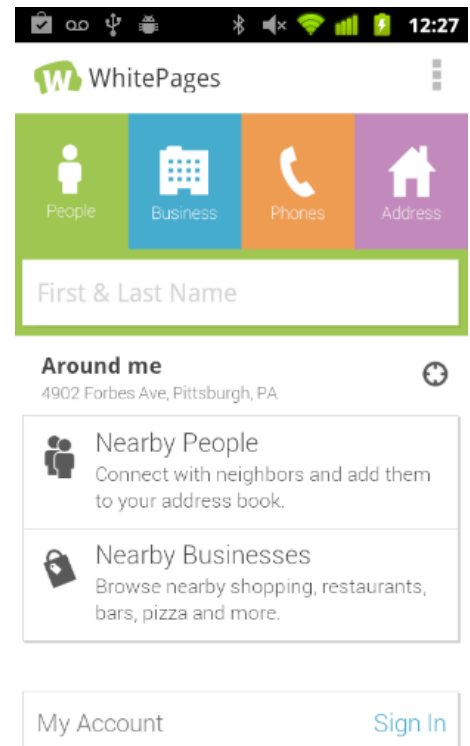 12:27
WhitePages
People Business Phones Address
First & Last Name
Around me
4902 Forbes Ave, Pittsburgh, PA
Nearby People
Connect with neighbors and add them
to your address book.
Nearby Businesses
Browse nearby shopping, restaurants,
bars, pizza and more.
My Account Sign In